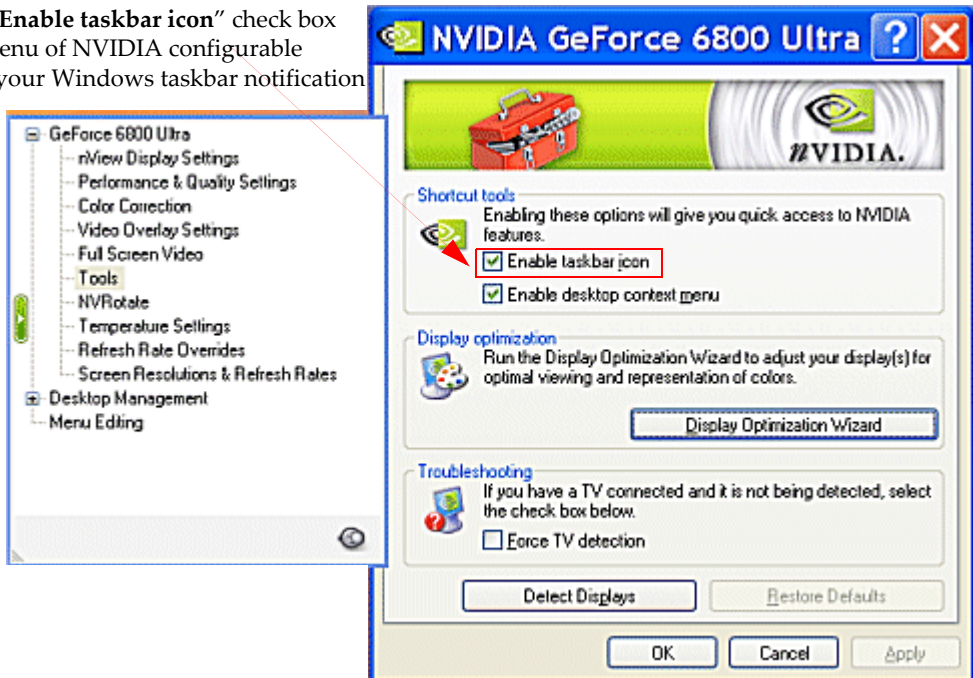 Enable taskbar icon” check box
enu of NVIDIA configurable
your Windows taskbar notification
GeForce 6800 Ultra
nView Display Settings
Performance & Quality Settings
Color Correction
Video Overlay Settings
Full Screen Video
Tools
NVRotate
Temperature Settings
Refresh Rate Overrides
Screen Resolutions & Refresh Rates
Desktop Management
Menu Editing
NVIDIA GeForce 6800 Ultra
nVIDIA.
Shortcut tools
Enabling these options will give you quick access to NVIDIA
features.
Enable taskbar icon
Enable desktop context menu
Display optimization
Run the Display Optimization Wizard to adjust your display(s) for
optimal viewing and representation of colors.
Display Optimization Wizard
Troubleshooting
If you have a TV connected and it is not being detected, select
the check box below.
Force TV detection
Detect Displays
Restore Defaults
OK
Cancel
Apply